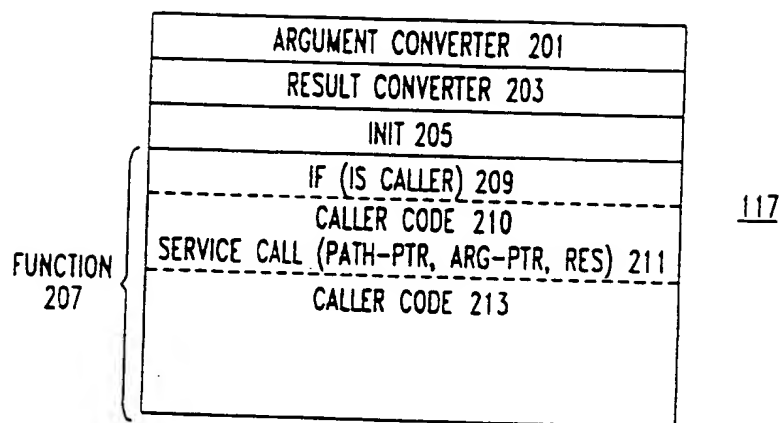 ARGUMENT CONVERTER 201
RESULT CONVERTER 203
INIT 205
IF (IS CALLER) 209
CALLER CODE 210
SERVICE CALL (PATH-PTR, ARG-PTR, RES) 211
CALLER CODE 213
FUNCTION
207
117